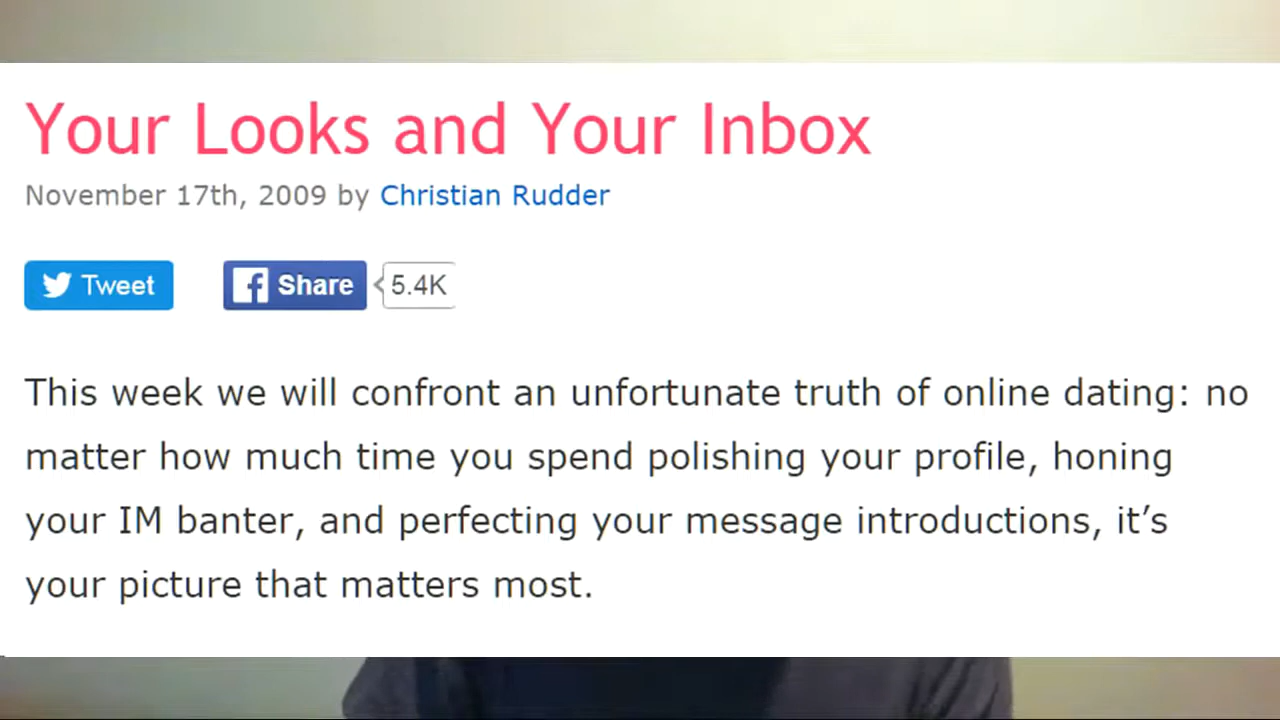 Your Looks and Your Inbox
November 17th, 2009 by Christian Rudder
Tweet Share 5.4K
This week we will confront an unfortunate truth of online dating: no
matter how much time you spend polishing your profile, honing
your IM banter, and perfecting your message introductions, it’s
your picture that matters most.